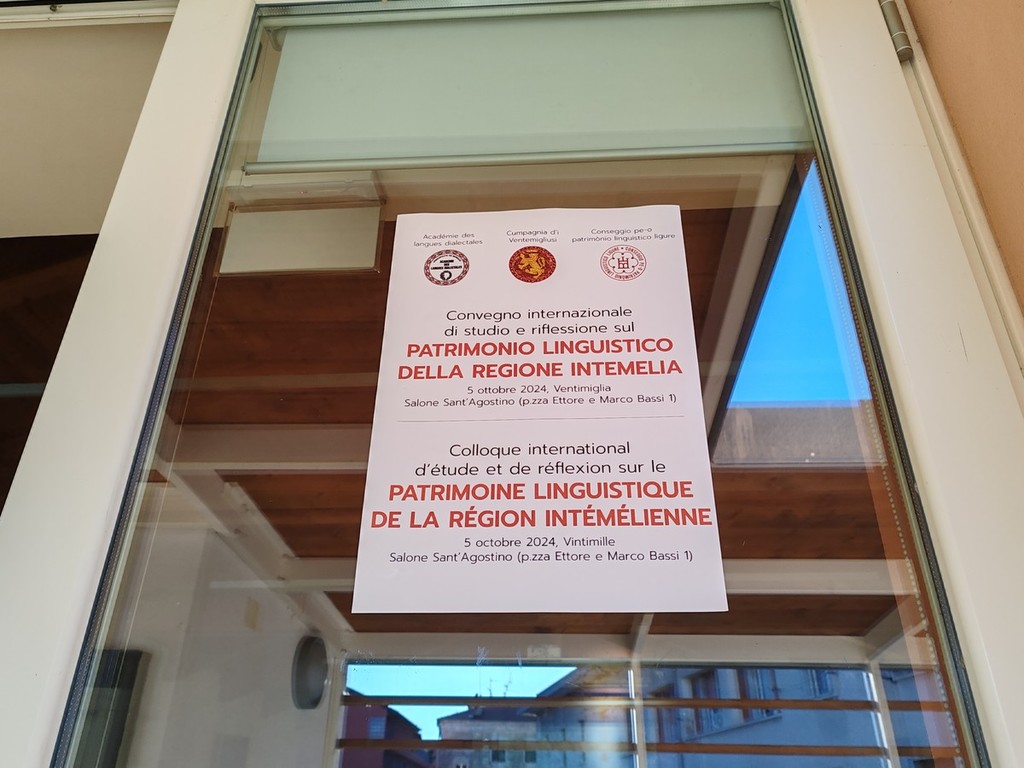 Académie des
langues dialectales
Cumpagnia d'i
Ventemigliusi
Conseggio pe-o
patrimònio linguìstico ligure
Convegno internazionale
di studio e riflessione sul
PATRIMONIO LINGUISTICO
DELLA REGIONE INTEMELIA
5 ottobre 2024, Ventimiglia
Salone Sant'Agostino (p.zza Ettore e Marco Bassi 1)
Colloque international
d'étude et de réflexion sur le
PATRIMOINE LINGUISTIQUE
DE LA RÉGION INTÉMÉLIENNE
5 octobre 2024, Vintimille
Salone Sant'Agostino (p.zza Ettore e Marco Bassi 1)